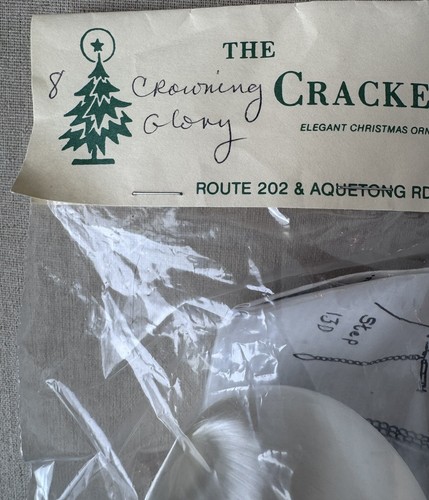 THE
8 Crowning CRACKE
Glory
ELEGANT CHRISTMAS ORN
ROUTE 202 & AQUETONG RD
Step
13D